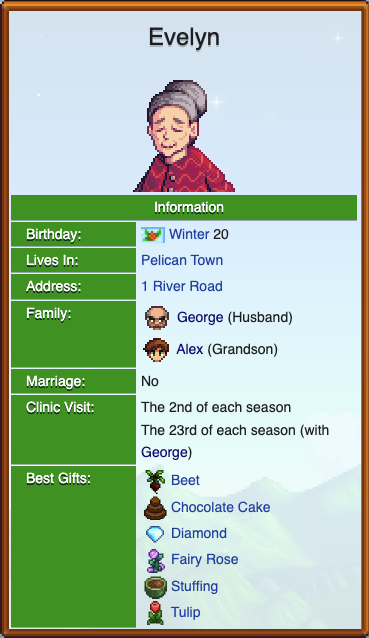 Evelyn
Information
Birthday: Winter 20
Lives In: Pelican Town
Address: 1 River Road
Family: George (Husband)
Alex (Grandson)
Marriage: No
Clinic Visit: The 2nd of each season
The 23rd of each season (with
George)
Best Gifts: Beet
Chocolate Cake
Diamond
Fairy Rose
Stuffing
Tulip